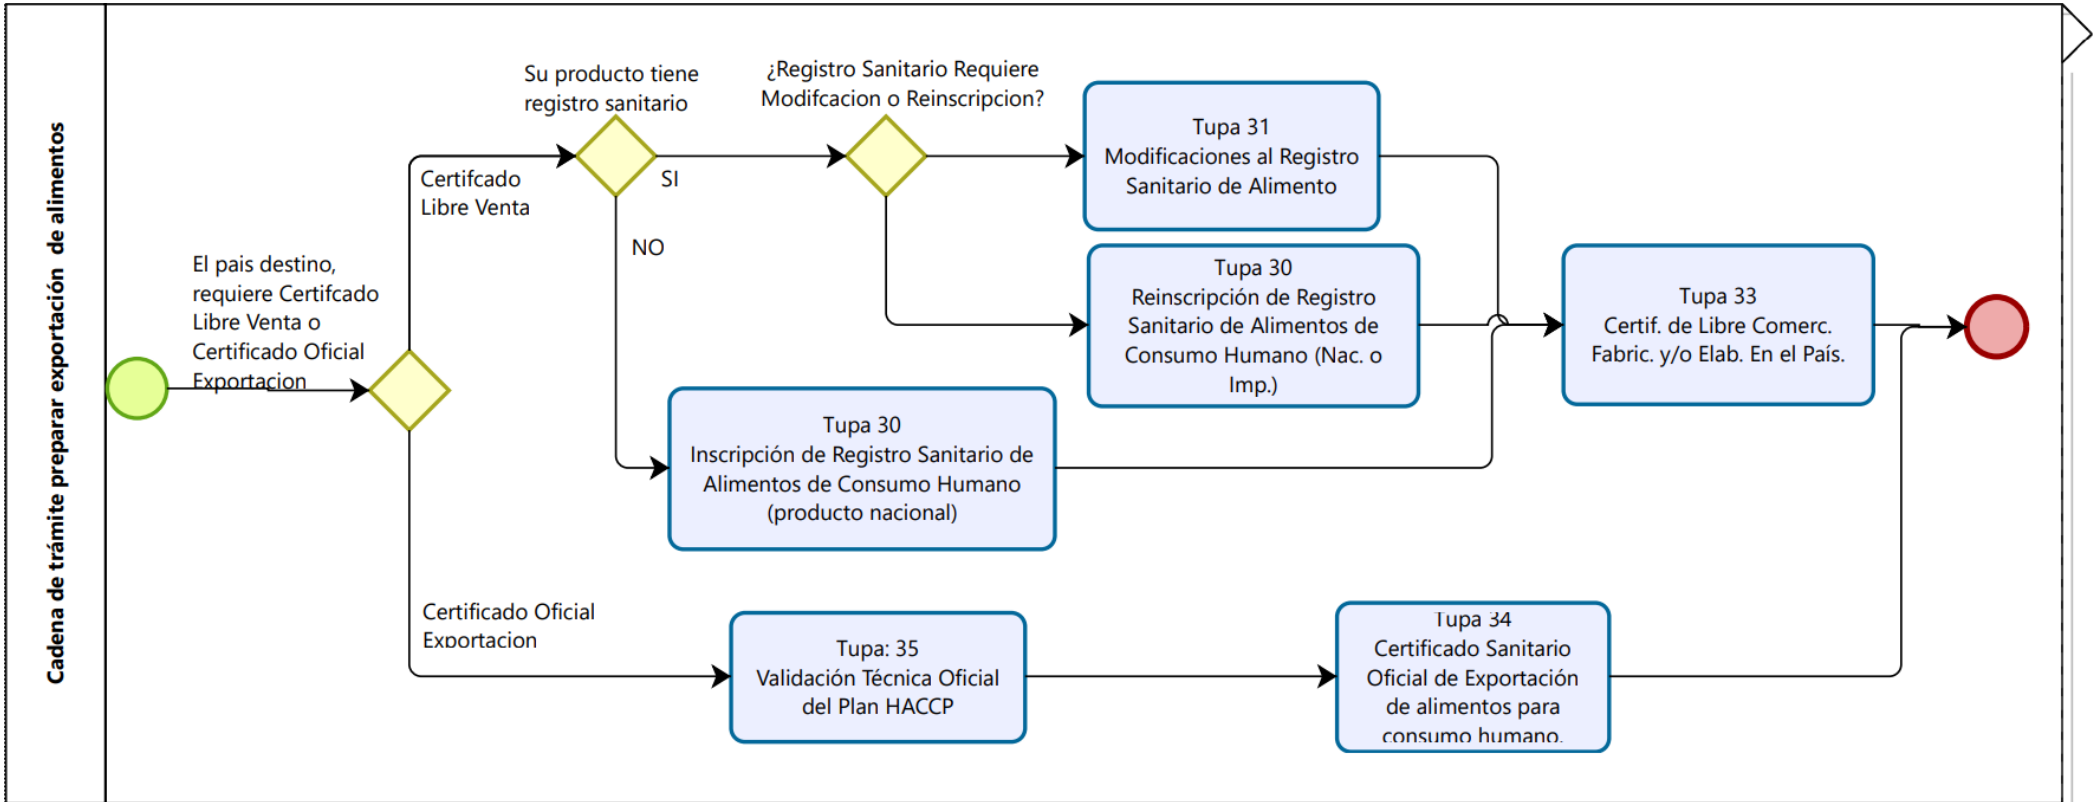 Cadena de trámite preparar exportación  de alimentos
El pais destino,
requiere Certifcado
Libre Venta o
Certificado Oficial
Exportacion
Certifcado
Libre Venta
Su producto tiene
registro sanitario
SI
NO
¿Registro Sanitario Requiere
Modifcacion o Reinscripcion?
Tupa 31
Modificaciones al Registro
Sanitario de Alimento
Tupa 30
Reinscripción de Registro
Sanitario de Alimentos de
Consumo Humano (Nac. o
Imp.)
Tupa 30
Inscripción de Registro Sanitario de
Alimentos de Consumo Humano
(producto nacional)
Tupa 33
Certif. de Libre Comerc.
Fabric. y/o Elab. En el País.
Certificado Oficial
Exportacion
Tupa: 35
Validación Técnica Oficial
del Plan HACCP
Tupa 34
Certificado Sanitario
Oficial de Exportación
de alimentos para
consumo humano.